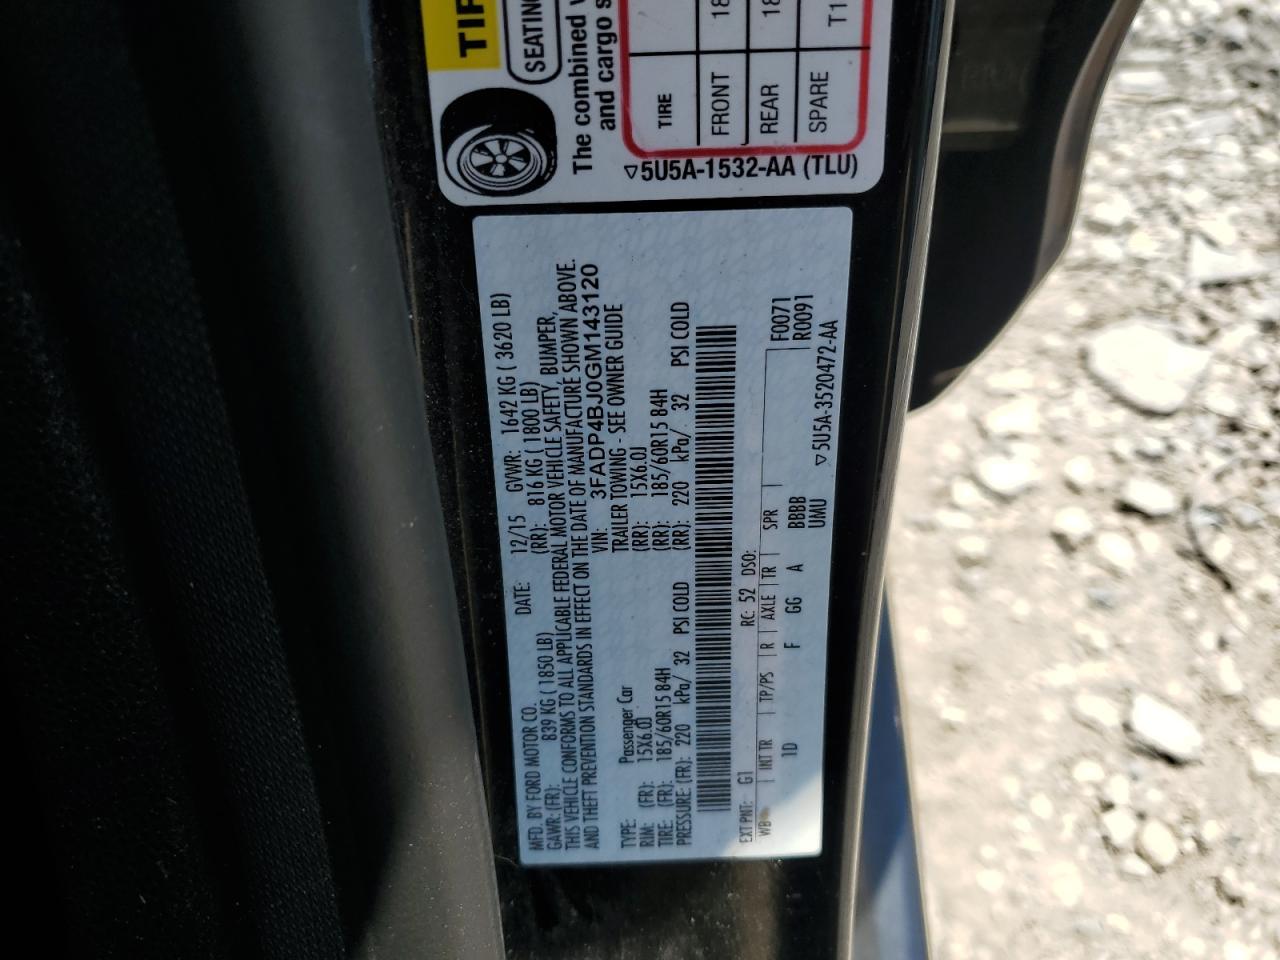 TIR
SEATING
The combined
and cargo s
TIRE
FRONT 18
REAR 18
SPARE T1
▽5U5A-1532-AA (TLU)
MFD. BY FORD MOTOR CO. DATE: 12/15 GVWR: 1642 KG ( 3620 LB)
GAWR: (FR): 839 KG ( 1850 LB) (RR): 816 KG ( 1800 LB)
THIS VEHICLE CONFORMS TO ALL APPLICABLE FEDERAL MOTOR VEHICLE SAFETY, BUMPER,
AND THEFT PREVENTION STANDARDS IN EFFECT ON THE DATE OF MANUFACTURE SHOWN ABOVE.
VIN: 3FADP4BJ0GM143120
TYPE: Passenger Car TRAILER TOWING - SEE OWNER GUIDE
RIM: (FR): 15X6.0J (RR): 15X6.0J
TIRE: (FR): 185/60R15 84H (RR): 185/60R15 84H
PRESSURE: (FR): 220 kPa/ 32 PSI COLD (RR): 220 kPa/ 32 PSI COLD
EXT PNT: G1 RC: 52 DSO: F0071
WB INT TR TP/PS R AXLE TR SPR R0091
1D F GG A BBBB
UMU ▽5U5A-3520472-AA